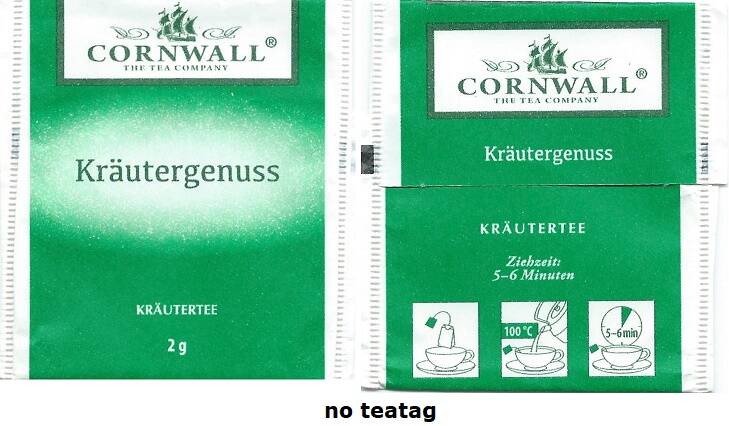 CORNWALL®
THE TEA COMPANY
Kräutergenuss
KRÄUTERTEE
2 g
CORNWALL®
THE TEA COMPANY
Kräutergenuss
KRÄUTERTEE
Ziehzeit:
5–6 Minuten
100 °C
5–6 min
no teatag